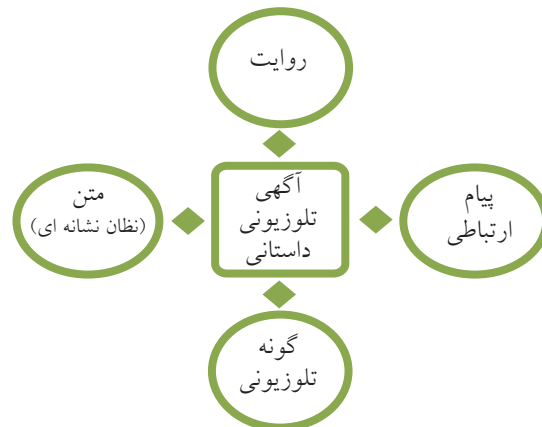 روایت
آگهی
تلوزیونی
داستانی
پیام
ارتباطی
متن
(نظان نشانه ای)
گونه
تلوزیونی